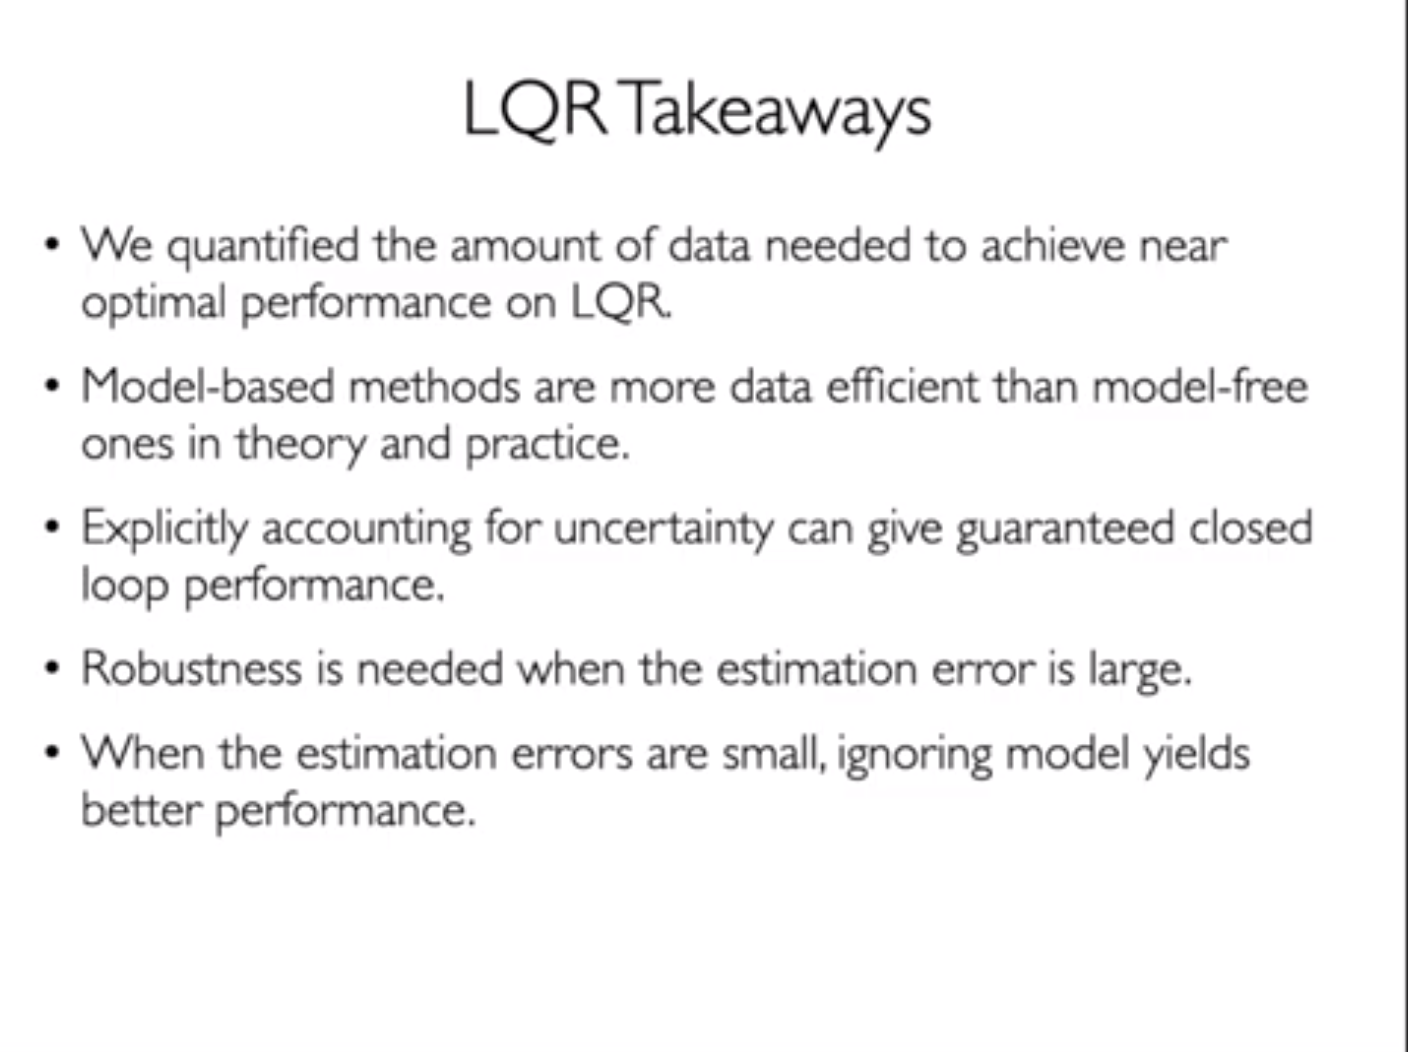 LQR Takeaways
• We quantified the amount of data needed to achieve near
optimal performance on LQR.
• Model-based methods are more data efficient than model-free
ones in theory and practice.
• Explicitly accounting for uncertainty can give guaranteed closed
loop performance.
• Robustness is needed when the estimation error is large.
• When the estimation errors are small, ignoring model yields
better performance.